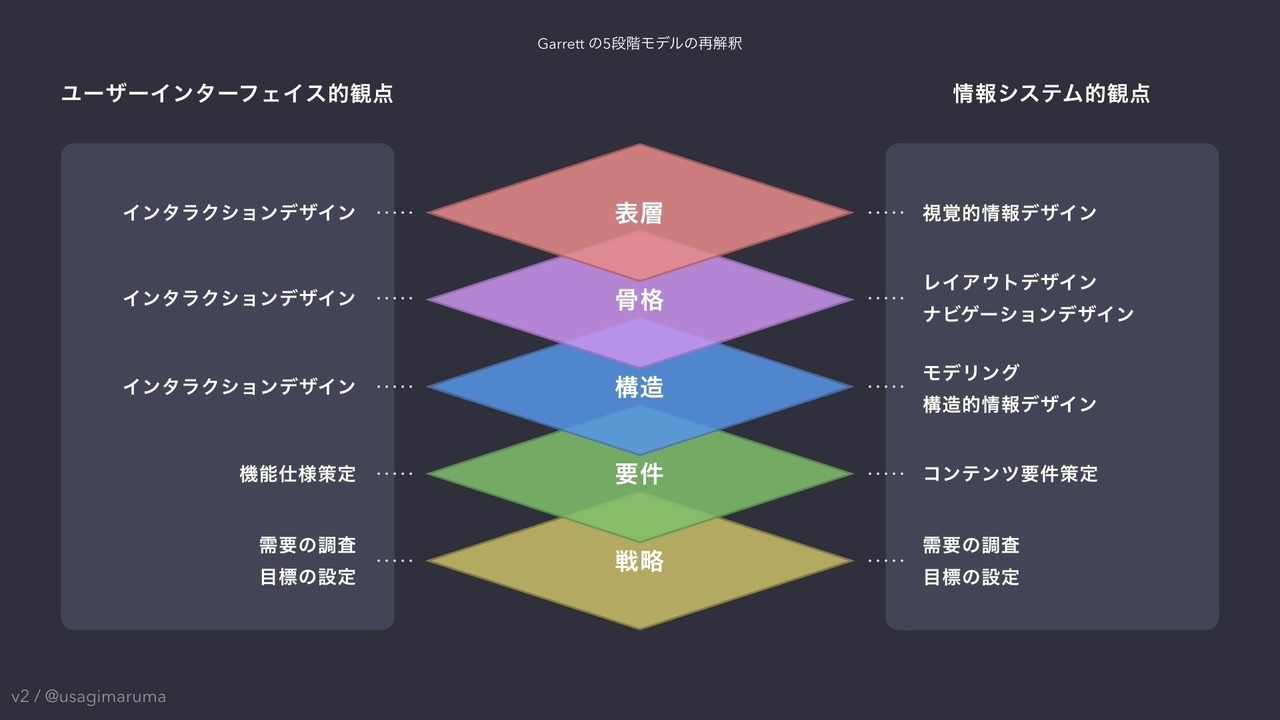 Garrett の5段階モデルの再解釈
ユーザーインターフェイス的観点
情報システム的観点
インタラクションデザイン
表層
視覚的情報デザイン
インタラクションデザイン
骨格
レイアウトデザイン
ナビゲーションデザイン
インタラクションデザイン
構造
モデリング
構造的情報デザイン
機能仕様策定
要件
コンテンツ要件策定
需要の調査
目標の設定
戦略
需要の調査
目標の設定
v2 / @usagimaruma